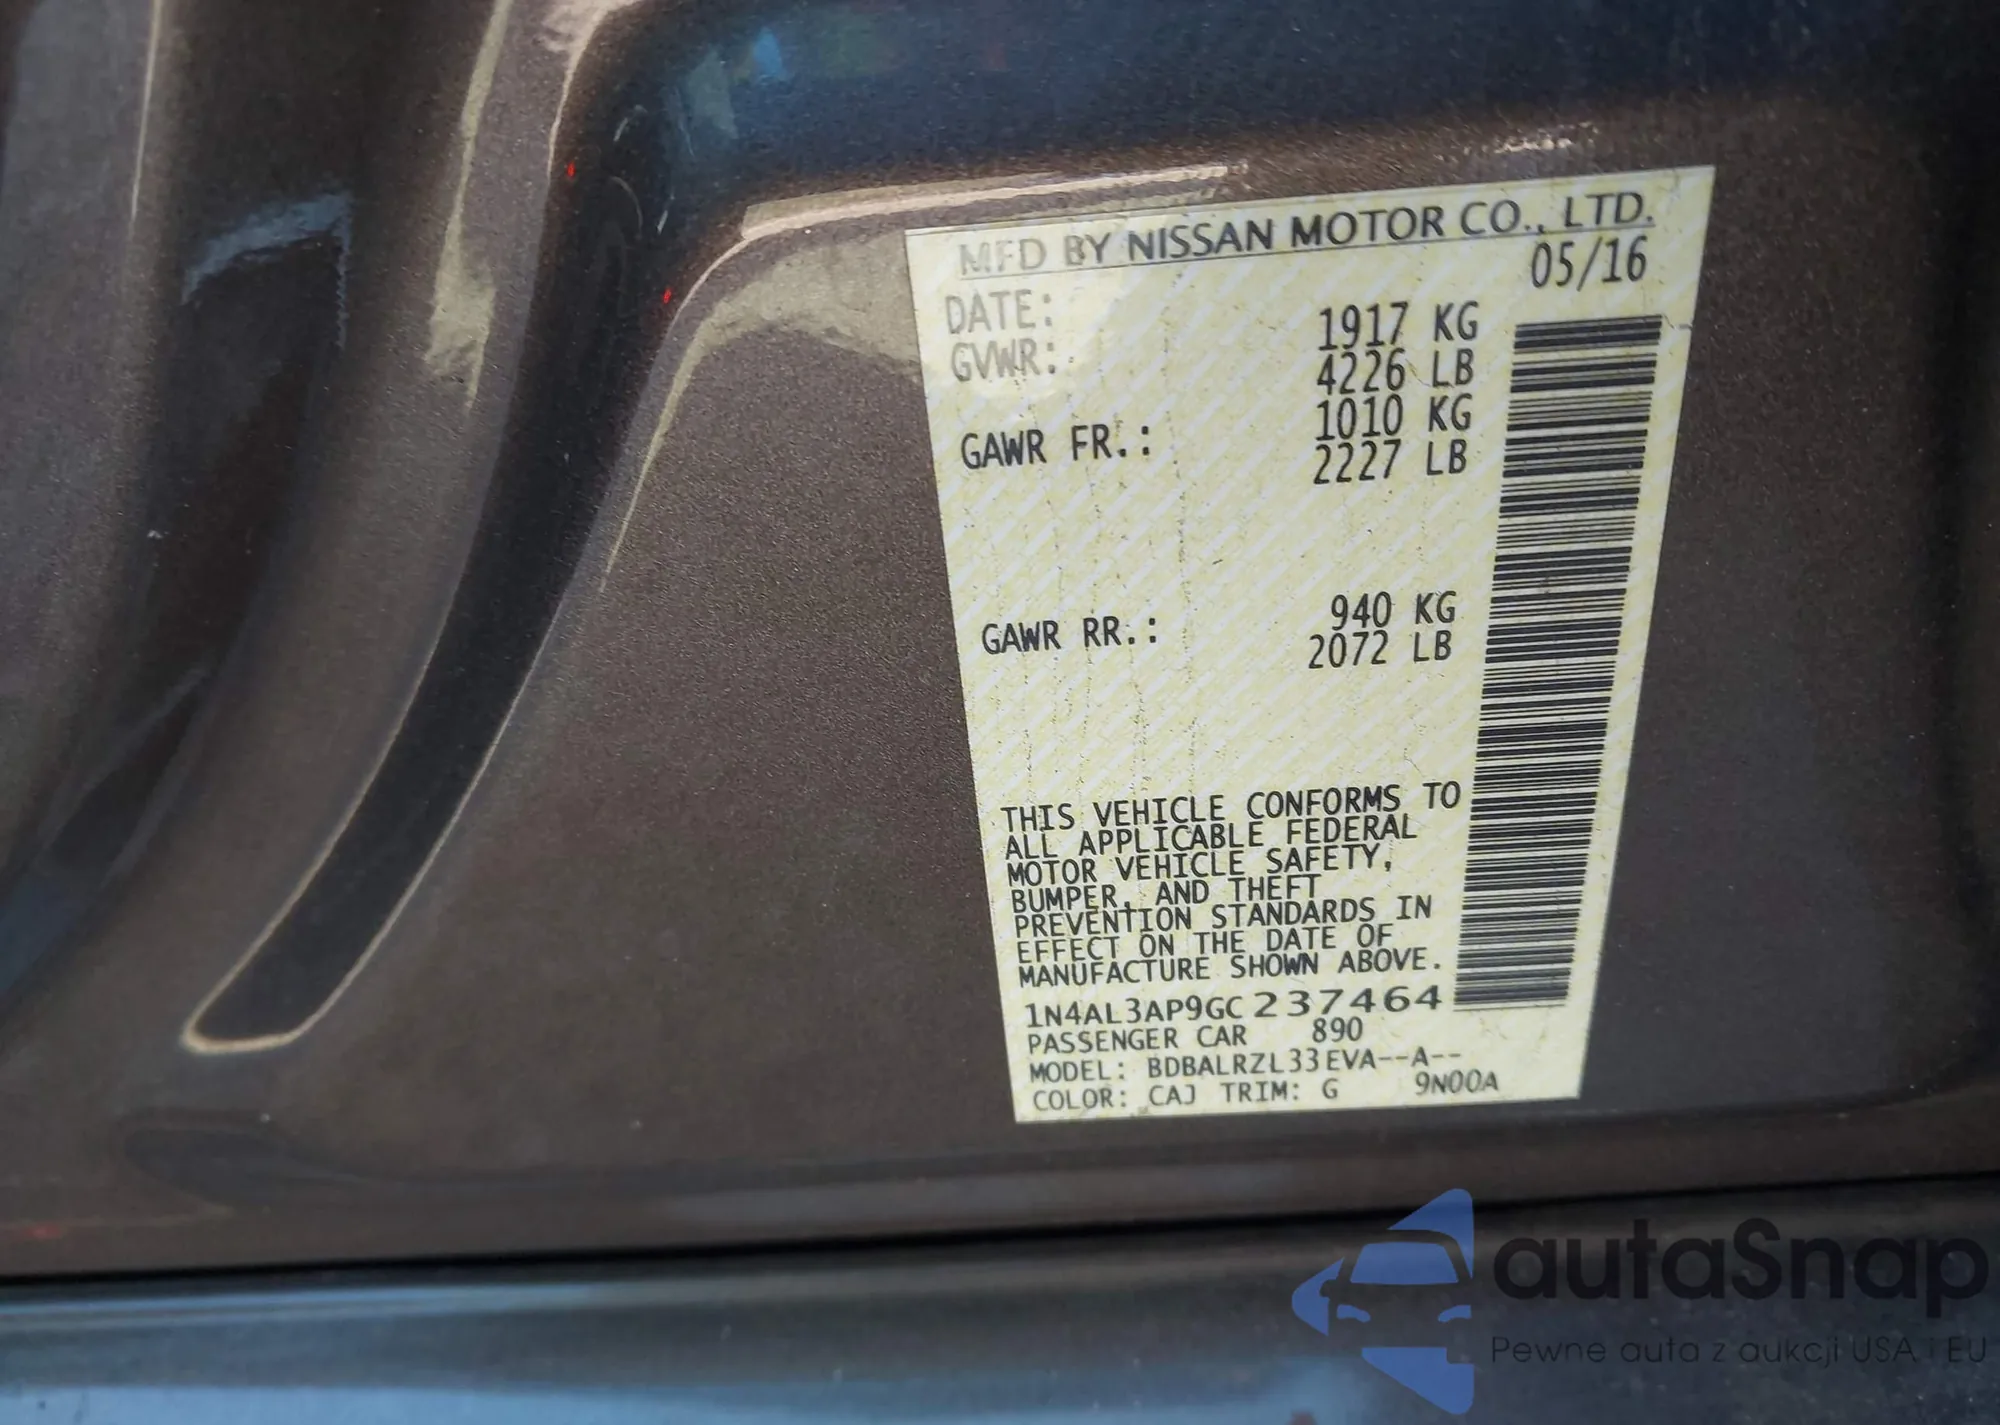 MFD BY NISSAN MOTOR CO., LTD.
DATE: 05/16
GVWR: 1917 KG
4226 LB
GAWR FR.: 1010 KG
2227 LB
GAWR RR.: 940 KG
2072 LB
THIS VEHICLE CONFORMS TO
ALL APPLICABLE FEDERAL
MOTOR VEHICLE SAFETY,
BUMPER, AND THEFT
PREVENTION STANDARDS IN
EFFECT ON THE DATE OF
MANUFACTURE SHOWN ABOVE.
1N4AL3AP9GC237464
PASSENGER CAR 890
MODEL: BDBALRZL33EVA--A--
COLOR: CAJ TRIM: G 9N00A
autaSnap
Pewne auta z aukcji USA i EU